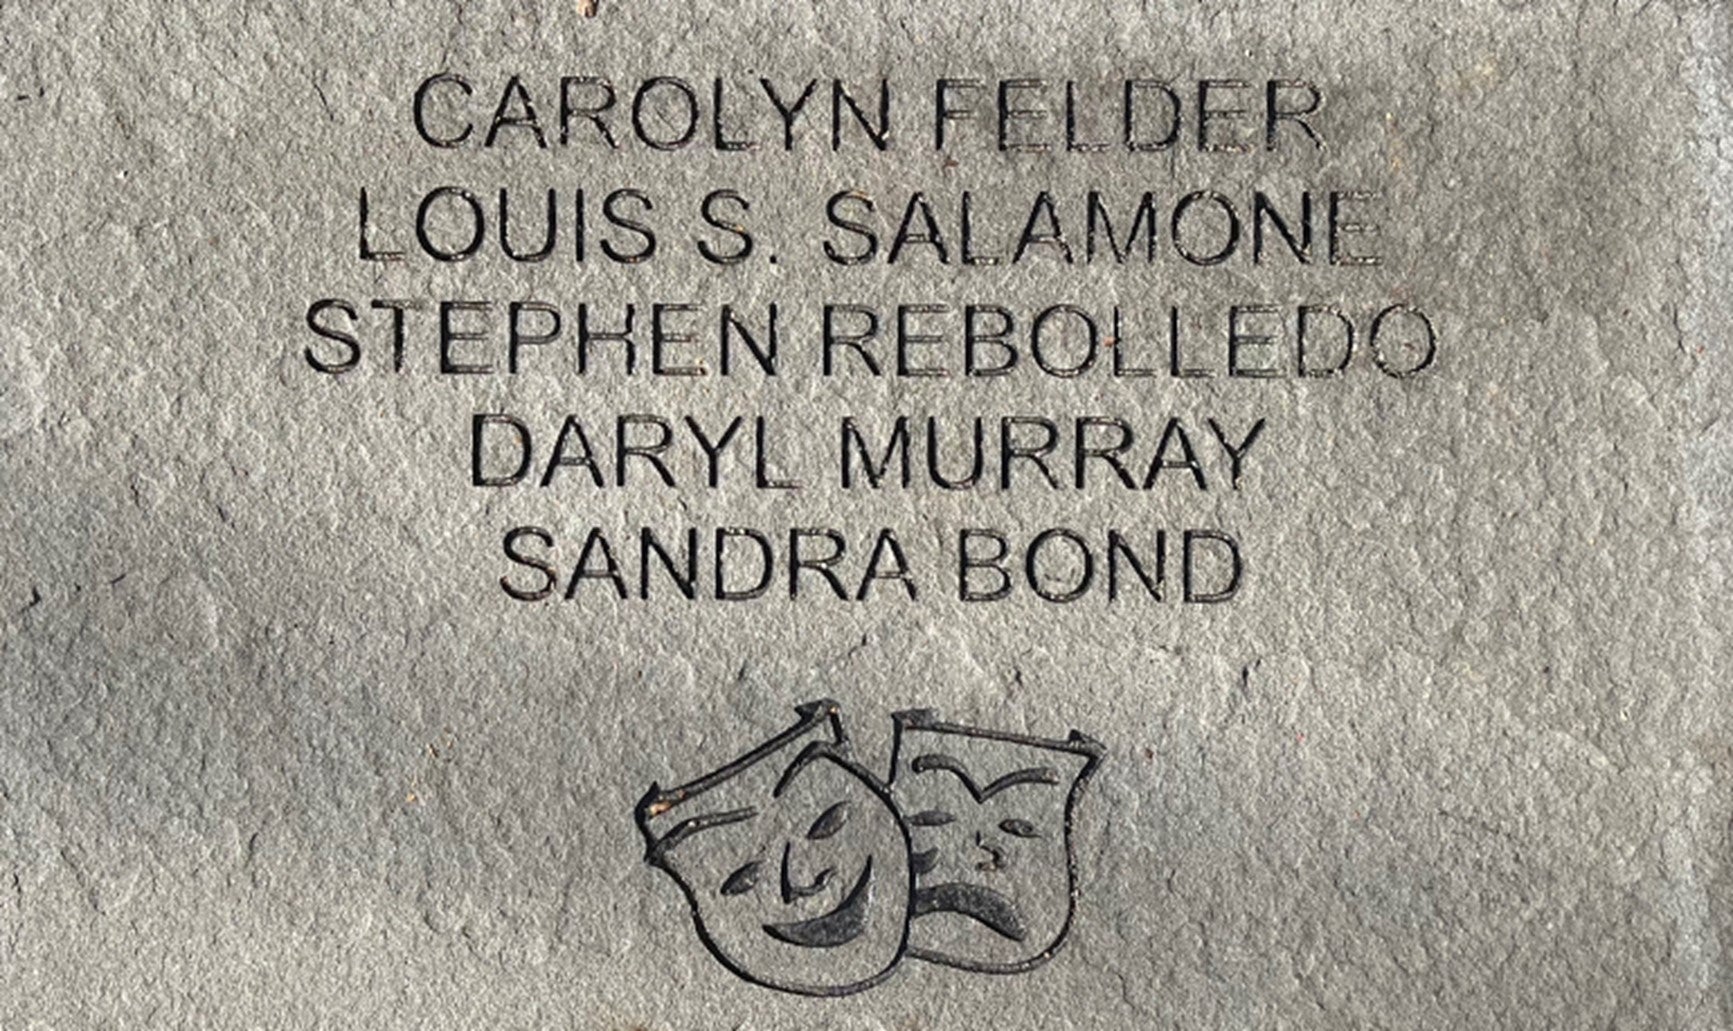 CAROLYN FELDER
LOUIS S. SALAMONE
STEPHEN REBOLLEDO
DARYL MURRAY
SANDRA BOND